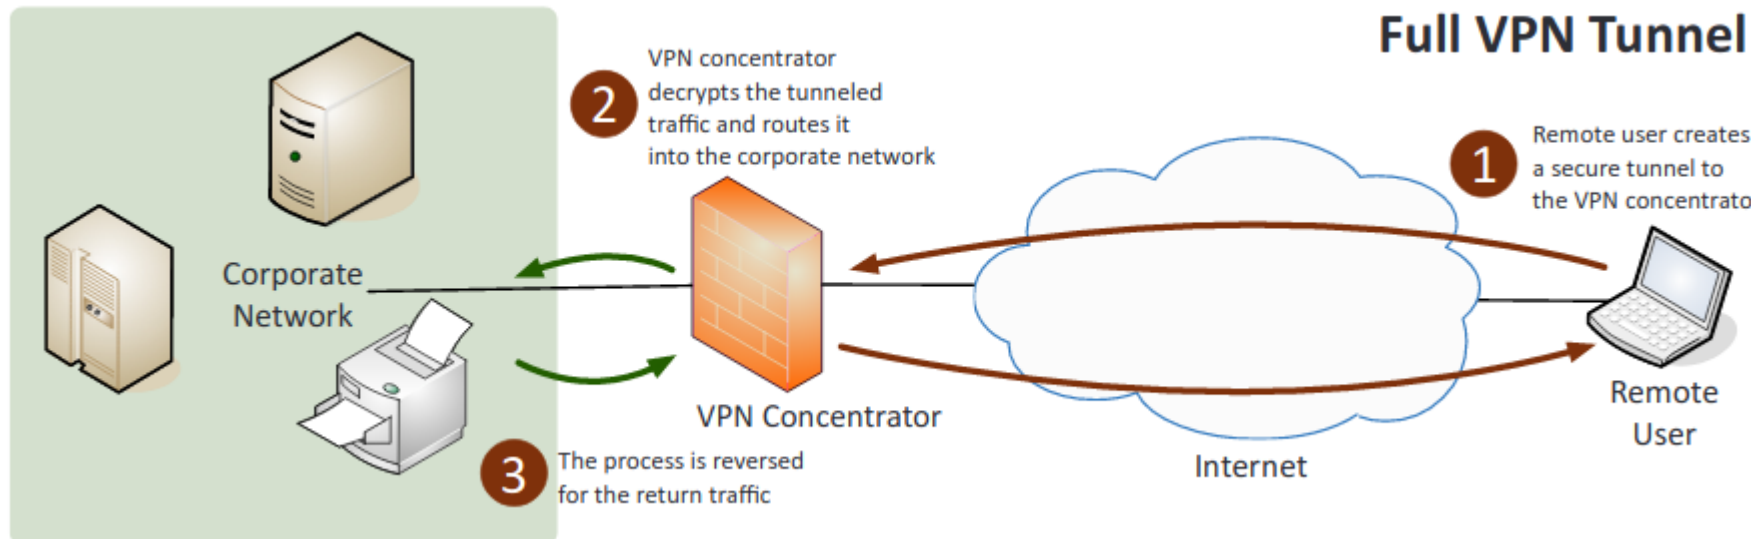 Full VPN Tunnel
1
Remote user creates
a secure tunnel to
the VPN concentrato
2
VPN concentrator
decrypts the tunneled
traffic and routes it
into the corporate network
Corporate
Network
VPN Concentrator
Internet
Remote
User
3
The process is reversed
for the return traffic